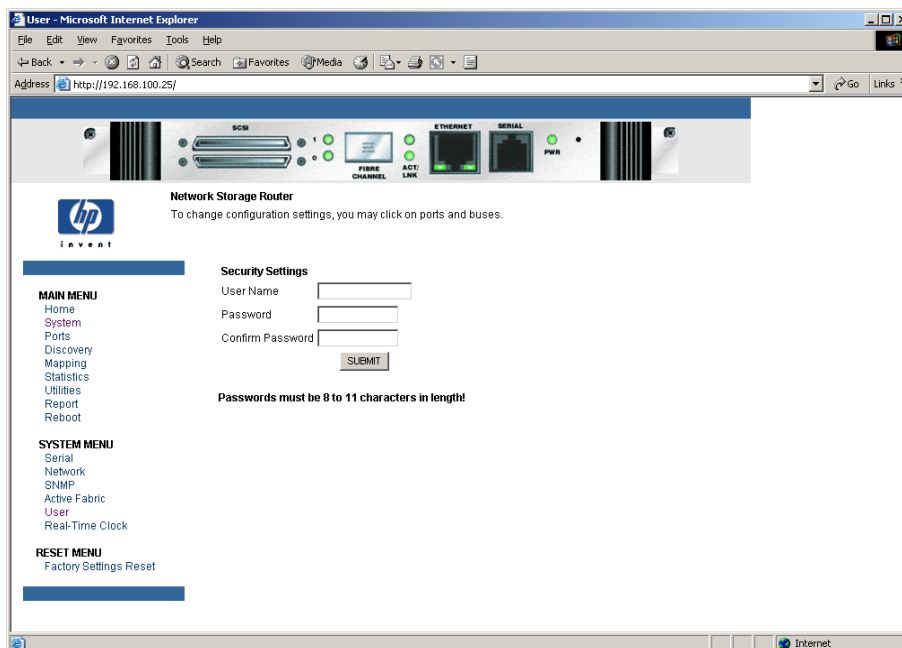 User - Microsoft Internet Explorer
File Edit View Favorites Tools Help
Back Search Favorites Media
Address http://192.168.100.25/ Go Links
SCSI ETHERNET SERIAL
1
0
FIBRE CHANNEL ACT/ LNK PWR
hp
invent
Network Storage Router
To change configuration settings, you may click on ports and buses.
MAIN MENU
Home
System
Ports
Discovery
Mapping
Statistics
Utilities
Report
Reboot
SYSTEM MENU
Serial
Network
SNMP
Active Fabric
User
Real-Time Clock
RESET MENU
Factory Settings Reset
Security Settings
User Name
Password
Confirm Password
SUBMIT
Passwords must be 8 to 11 characters in length!
Internet